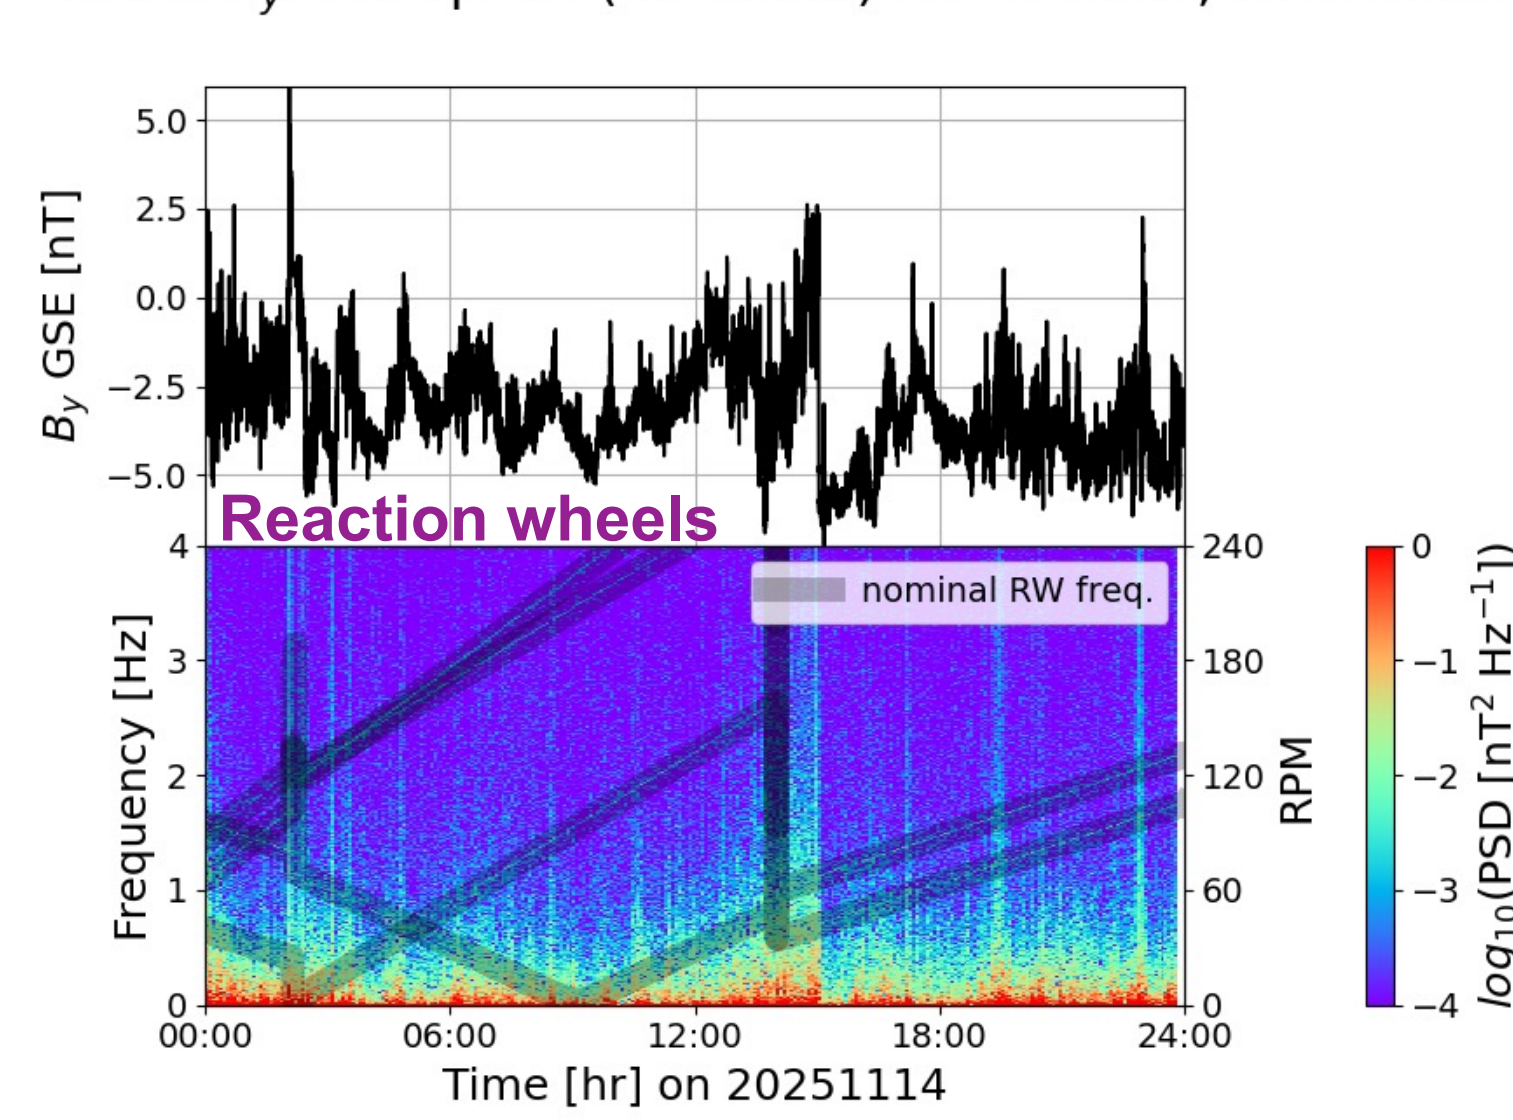 5.0
2.5
0.0
−2.5
−5.0
B_y GSE [nT]
Reaction wheels
nominal RW freq.
4
3
2
1
0
Frequency [Hz]
240
180
120
60
0
RPM
0
−1
−2
−3
−4
log₁₀(PSD [nT² Hz⁻¹])
00:00 06:00 12:00 18:00 24:00
Time [hr] on 20251114